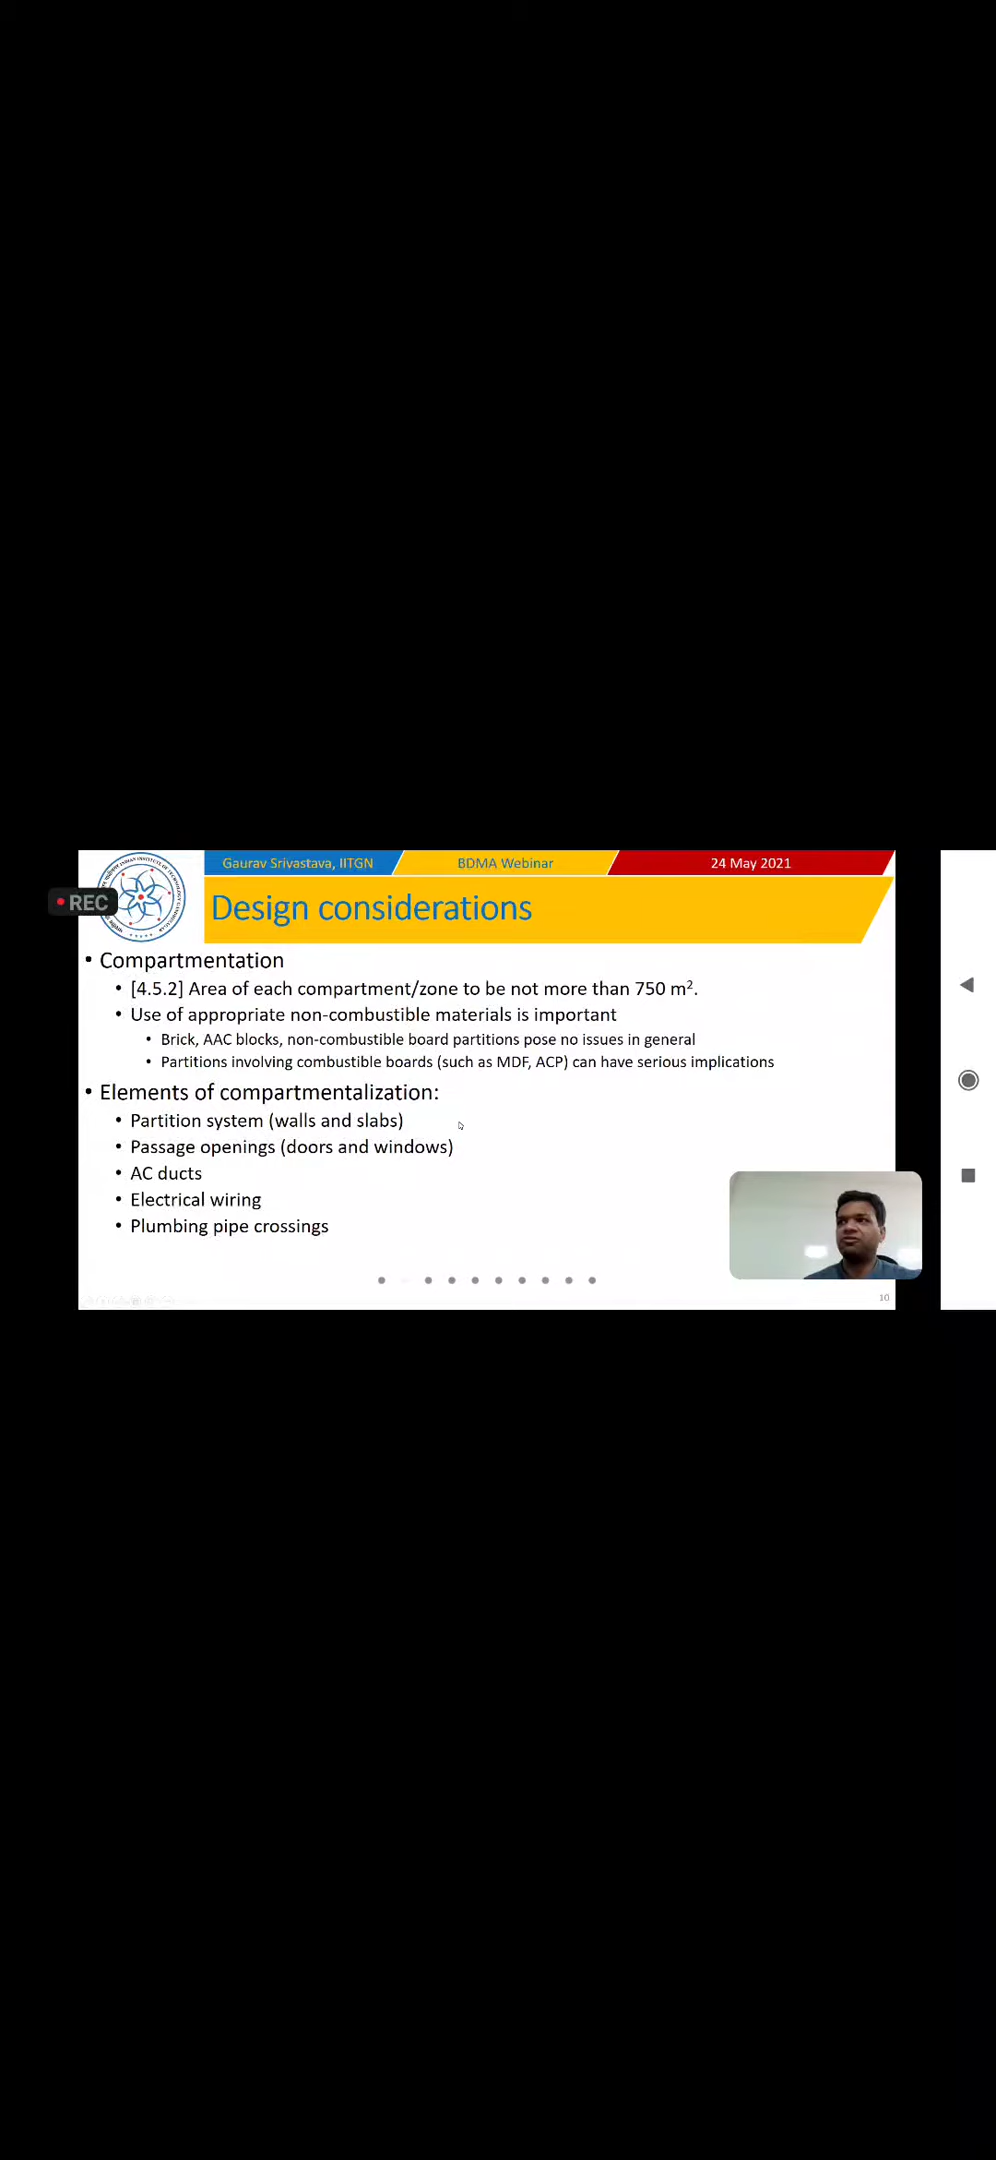 Gaurav Srivastava, IITGN
BDMA Webinar
24 May 2021
• REC
Design considerations
• Compartmentation
• [4.5.2] Area of each compartment/zone to be not more than 750 m².
• Use of appropriate non-combustible materials is important
• Brick, AAC blocks, non-combustible board partitions pose no issues in general
• Partitions involving combustible boards (such as MDF, ACP) can have serious implications
• Elements of compartmentalization:
• Partition system (walls and slabs)
• Passage openings (doors and windows)
• AC ducts
• Electrical wiring
• Plumbing pipe crossings
10